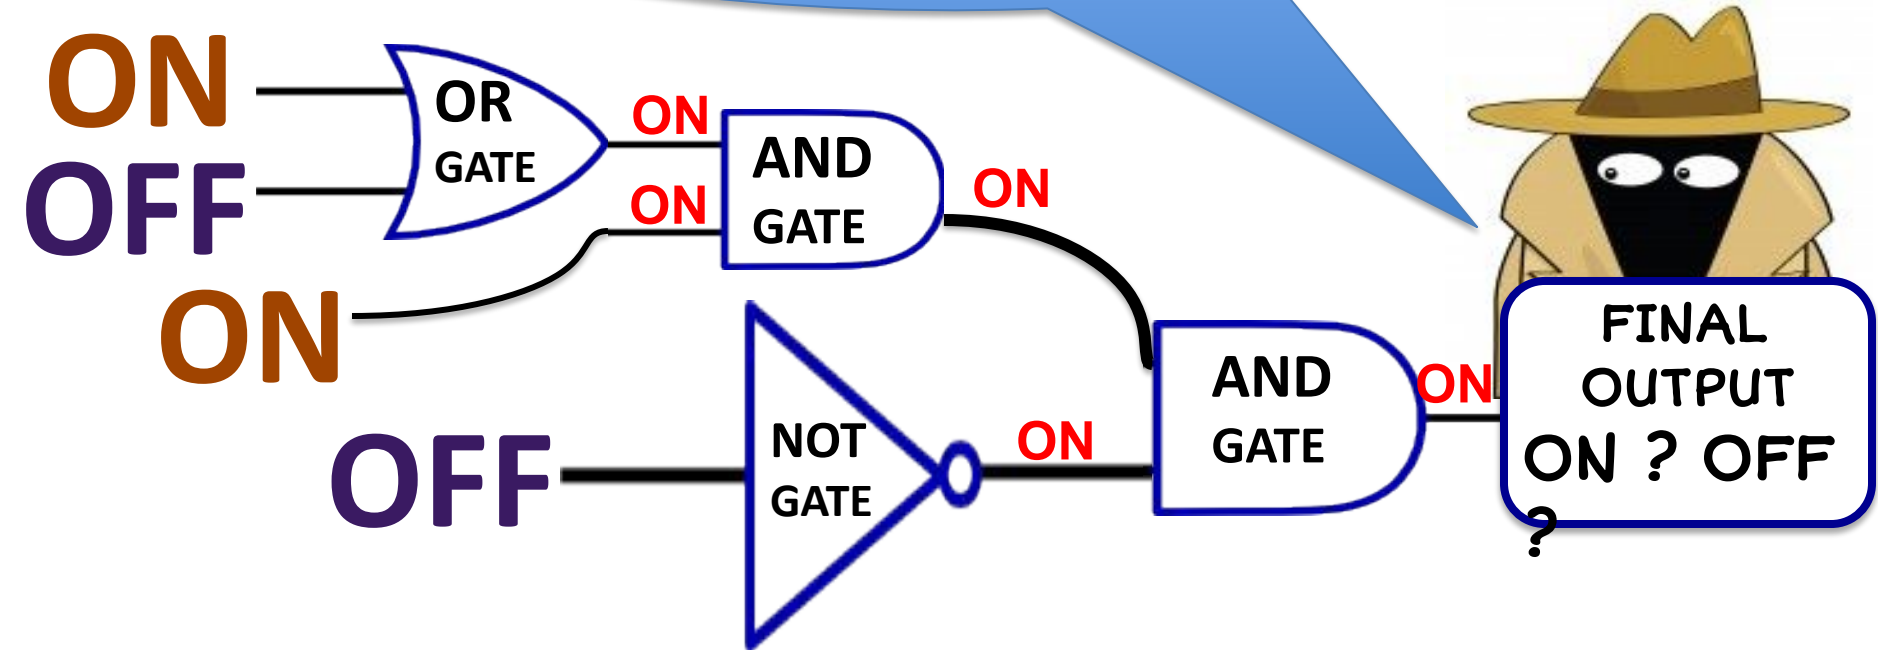 ON
OFF
ON
OFF
OR
GATE
ON
ON
AND
GATE
ON
NOT
GATE
ON
AND
GATE
ON
FINAL
OUTPUT
ON ? OFF
?